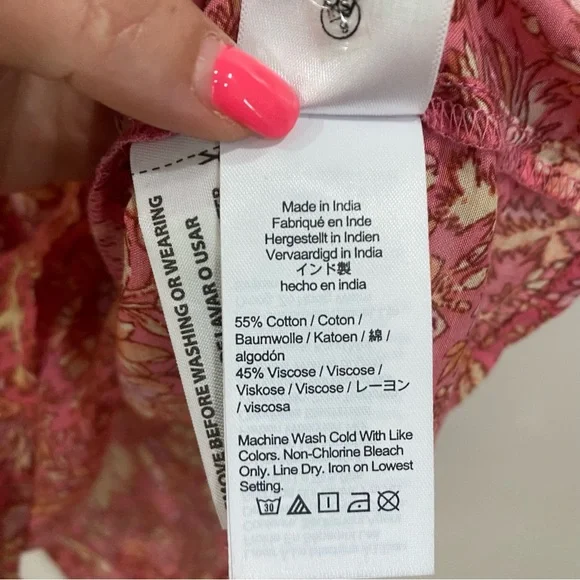 Made in India
Fabriqué en Inde
Hergestellt in Indien
Vervaardigd in India
インド製
hecho en india
55% Cotton / Coton /
Baumwolle / Katoen / 綿 /
algodón
45% Viscose / Viscose /
Viskose / Viscose / レーヨン
/ viscosa
Machine Wash Cold With Like
Colors. Non-Chlorine Bleach
Only. Line Dry. Iron on Lowest
Setting.
30
BEFORE WASHING OR WEARING
LAVAR O USAR